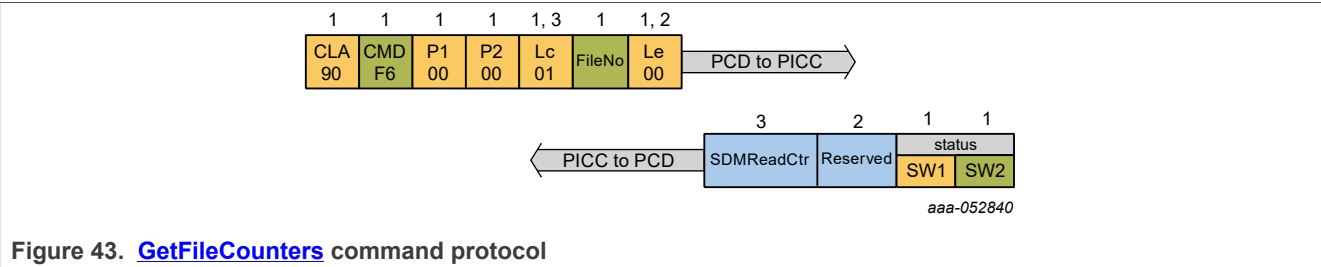 1 1 1 1 1, 3 1 1, 2
CLA CMD P1 P2 Lc FileNo Le
90 F6 00 00 01 00
PCD to PICC
3 2 1 1
PICC to PCD
SDMReadCtr Reserved status
SW1 SW2
aaa-052840
Figure 43. GetFileCounters command protocol